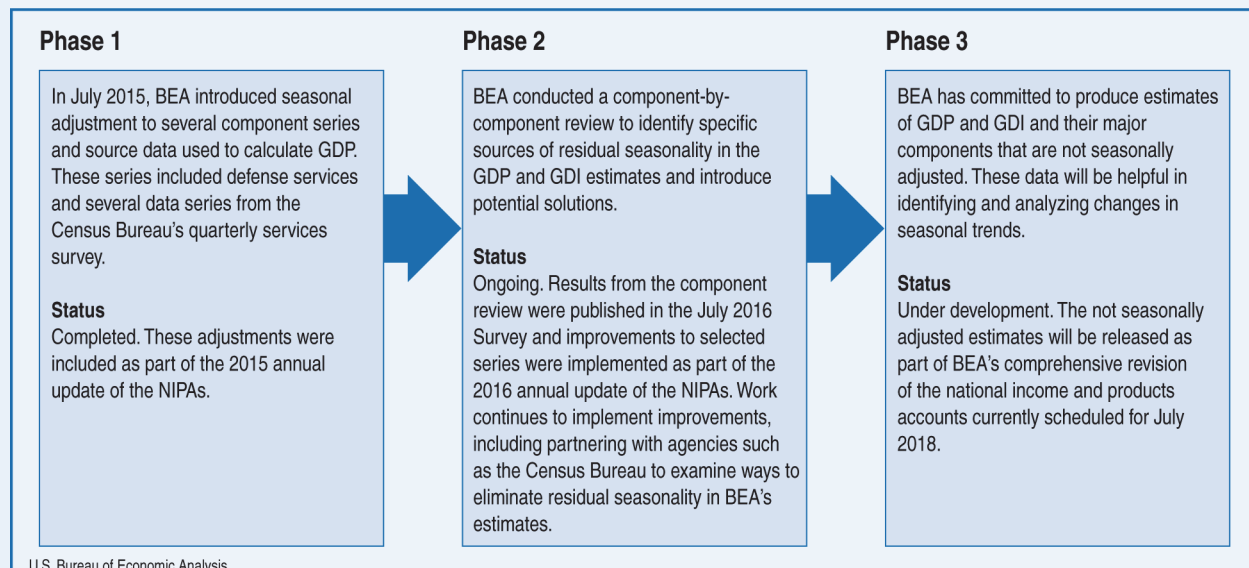 Phase 1
In July 2015, BEA introduced seasonal
adjustment to several component series
and source data used to calculate GDP.
These series included defense services
and several data series from the
Census Bureau's quarterly services
survey.
Status
Completed. These adjustments were
included as part of the 2015 annual
update of the NIPAs.
Phase 2
BEA conducted a component-by-
component review to identify specific
sources of residual seasonality in the
GDP and GDI estimates and introduce
potential solutions.
Status
Ongoing. Results from the component
review were published in the July 2016
Survey and improvements to selected
series were implemented as part of the
2016 annual update of the NIPAs. Work
continues to implement improvements,
including partnering with agencies such
as the Census Bureau to examine ways to
eliminate residual seasonality in BEA's
estimates.
Phase 3
BEA has committed to produce estimates
of GDP and GDI and their major
components that are not seasonally
adjusted. These data will be helpful in
identifying and analyzing changes in
seasonal trends.
Status
Under development. The not seasonally
adjusted estimates will be released as
part of BEA's comprehensive revision
of the national income and products
accounts currently scheduled for July
2018.
U.S. Bureau of Economic Analysis